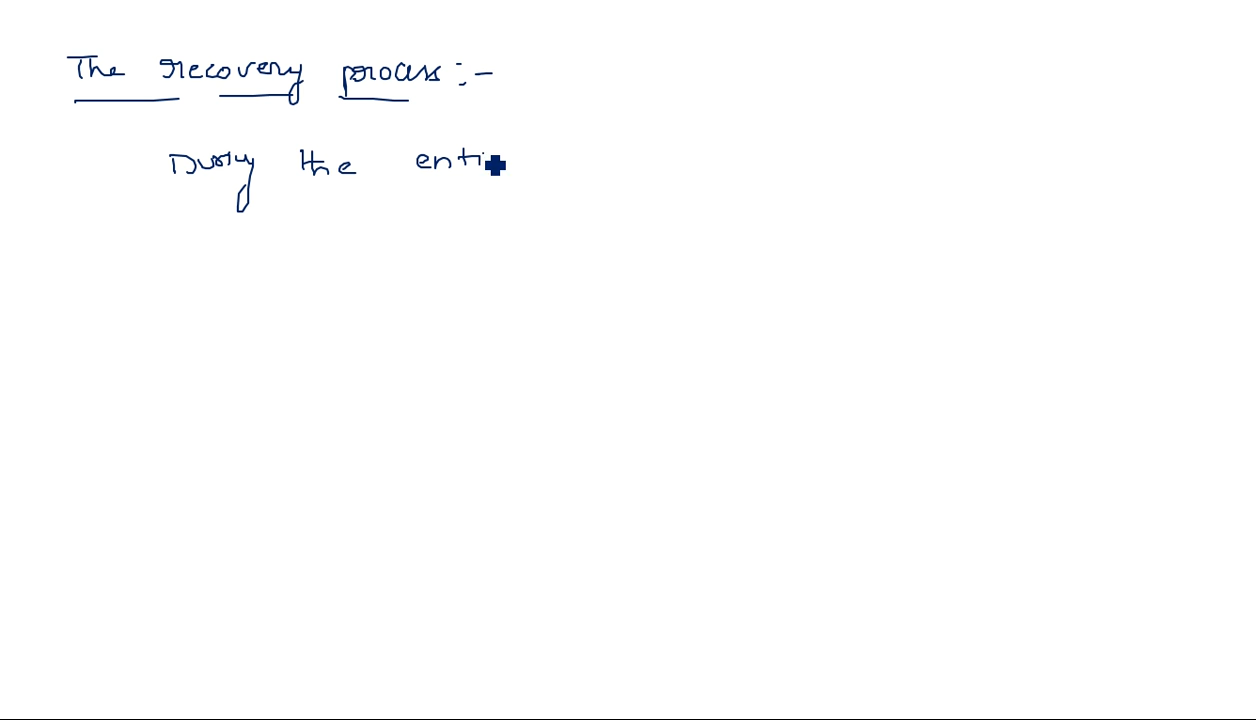 The recovery process :-
During the enti